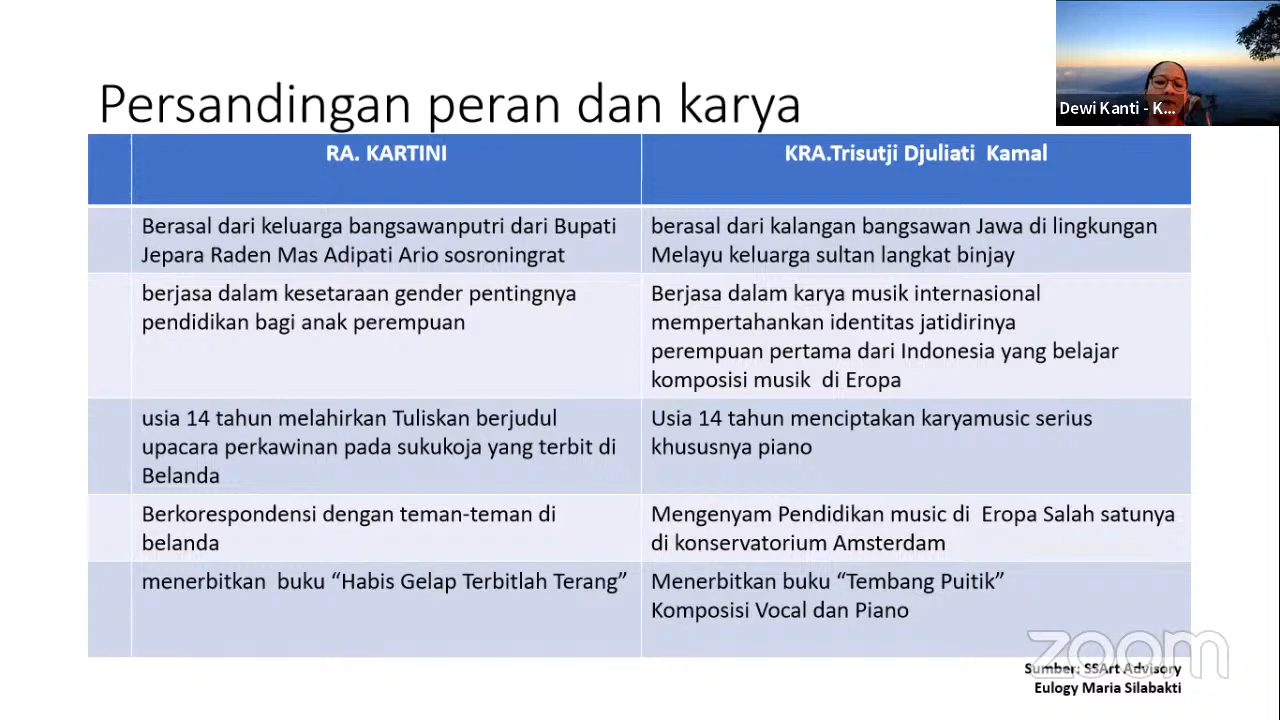 Dewi Kanti - K...
Persandingan peran dan karya
RA. KARTINI
KRA.Trisutji Djuliati Kamal
Berasal dari keluarga bangsawanputri dari Bupati
Jepara Raden Mas Adipati Ario sosroningrat
berasal dari kalangan bangsawan Jawa di lingkungan
Melayu keluarga sultan langkat binjay
berjasa dalam kesetaraan gender pentingnya
pendidikan bagi anak perempuan
Berjasa dalam karya musik internasional
mempertahankan identitas jatidirinya
perempuan pertama dari Indonesia yang belajar
komposisi musik di Eropa
usia 14 tahun melahirkan Tuliskan berjudul
upacara perkawinan pada sukukoja yang terbit di
Belanda
Usia 14 tahun menciptakan karyamusic serius
khususnya piano
Berkorespondensi dengan teman-teman di
belanda
Mengenyam Pendidikan music di Eropa Salah satunya
di konservatorium Amsterdam
menerbitkan buku “Habis Gelap Terbitlah Terang”
Menerbitkan buku “Tembang Puitik”
Komposisi Vocal dan Piano
zoom
Sumber: SSArt Advisory
Eulogy Maria Silabakti